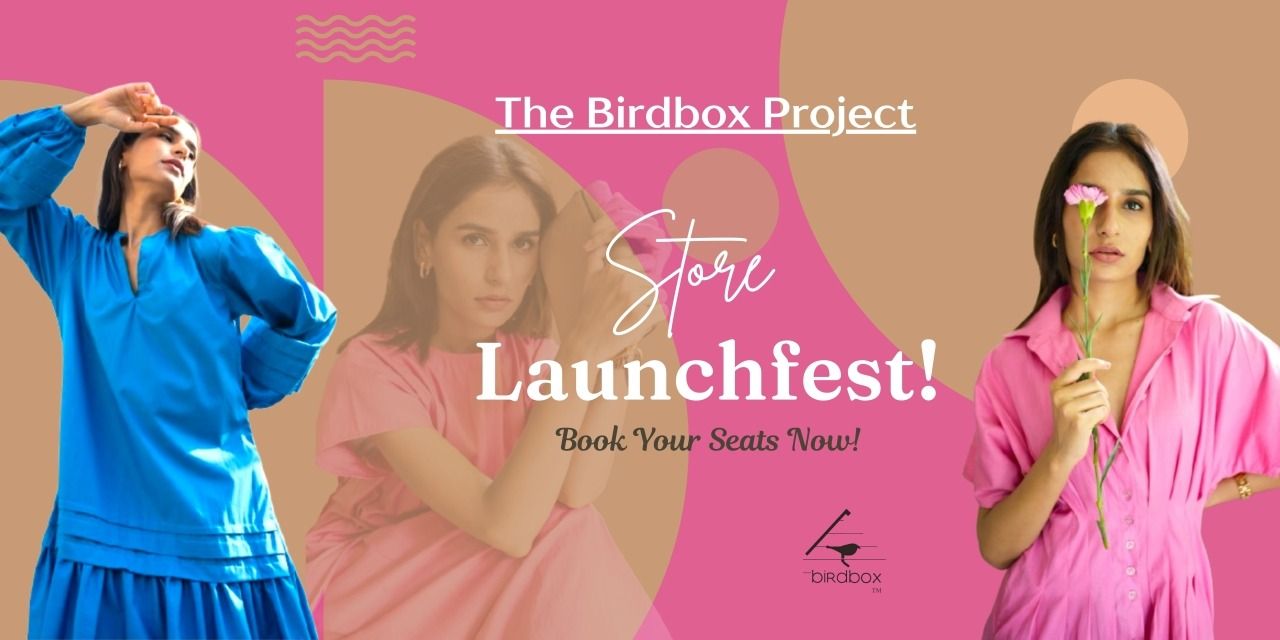 The Birdbox Project
Store
Launchfest!
Book Your Seats Now!
birdbox
TM